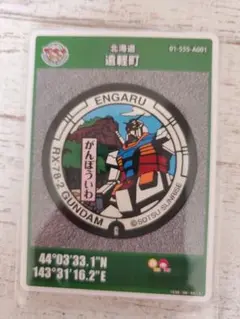 北海道
遠軽町
01-555-A001
ENGARU
がんぼういわ
RX-78-2 GUNDAM
©SOTSU・SUNRISE
44°03'33.1"N
143°31'16.2"E